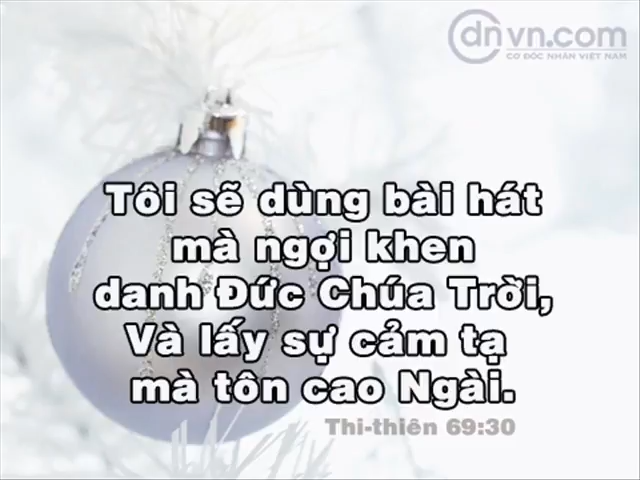 cdnvn.com
CƠ ĐỐC NHÂN VIỆT NAM
Tôi sẽ dùng bài hát
mà ngợi khen
danh Đức Chúa Trời,
Và lấy sự cảm tạ
mà tôn cao Ngài.
Thi-thiên 69:30